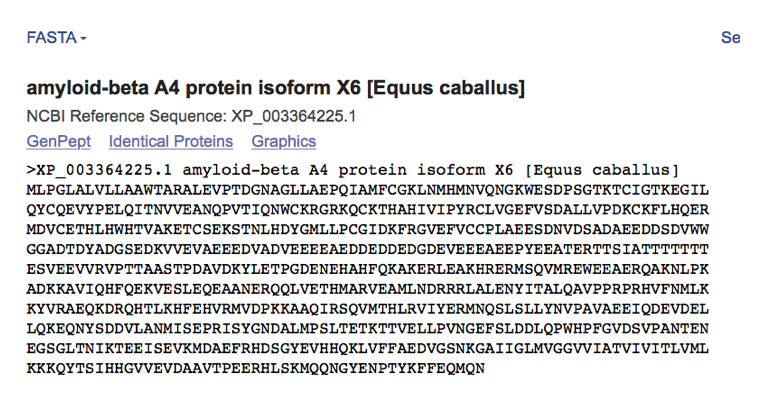 FASTA
Se
amyloid-beta A4 protein isoform X6 [Equus caballus]
NCBI Reference Sequence: XP_003364225.1
GenPept Identical Proteins Graphics
>XP_003364225.1 amyloid-beta A4 protein isoform X6 [Equus caballus]
MLPGLALVLLAAWTARALEVPTDGNAGLLAEPQIAMFCGKLNMHMNVQNGKWESDPSGTKTCIGTKEGIL
QYCQEVYPELQITNVVEANQPVTIQNWCKRGRKQCKTHAHIVIPYRCLVGEFVSDALLVPDKCKFLHQER
MDVCETHLHWHTVAKETCSEKSTNLHDYGMLLPCGIDKFRGVEFVCCPLAEESDNVDSADAEEDDSDVWW
GGADTDYADGSEDKVVEVAEEEDVADVEEEEAEDDEDDEDGDEVEEEAEEPYEEATERTTSIATTTTTTT
ESVEEVVRVPTTAASTPDAVDKYLETPGDENEHAHFQKAKERLEAKHRERMSQVMREWEEAERQAKNLPK
ADKKAVIQHFQEKVESLEQEAANERQQLVETHMARVEAMLNDRRRLALENYITALQAVPPRPRHVFNMLK
KYVRAEQKDRQHTLKHFEHVRMVDPKKAAQIRSQVMTHLRVIYERMNQSLSLLYNVPAVAEEIQDEVDEL
LQKEQNYSDDVLANMISEPRISYGNDALMPSLTETKTTVELLPVNGEFSLDDLQPWHPFGVDSVPANTEN
EGSGLTNIKTEEISEVKMDAEFRHDSGYEVHHQKLVFFAEDVGSNKGAIIGLMVGGVVIATVIVITLVML
KKKQYTSIHHGVVEVDAAVTPEERHLSKMQQNGYENPTYKFFEQMQN